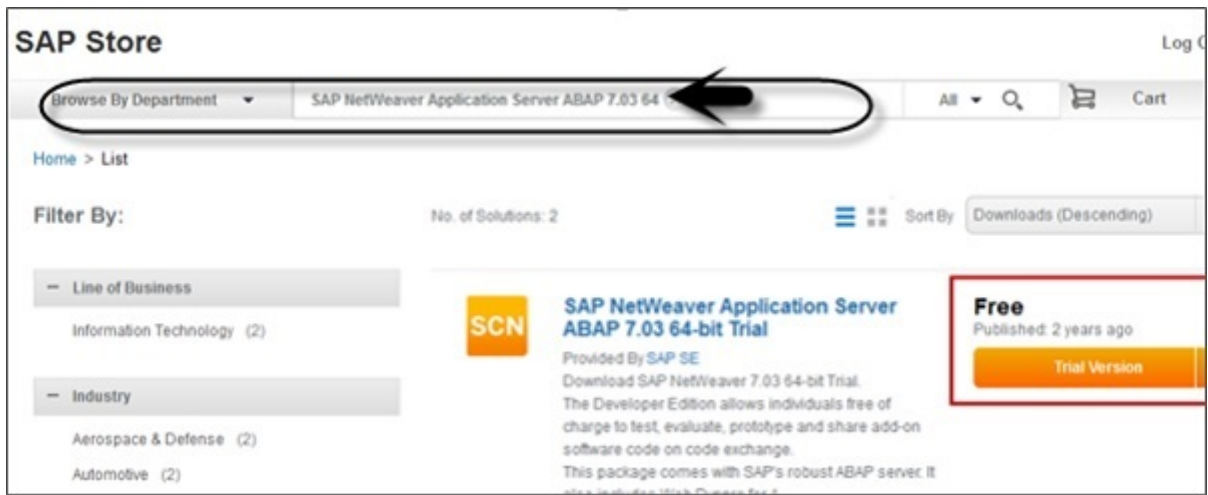 SAP Store
Log
Browse By Department
SAP NetWeaver Application Server ABAP 7.03 64
All
Cart
Home > List
Filter By:
No. of Solutions: 2
Sort By
Downloads (Descending)
− Line of Business
Information Technology (2)
− Industry
Aerospace & Defense (2)
Automotive (2)
SCN
SAP NetWeaver Application Server
ABAP 7.03 64-bit Trial
Provided By SAP SE
Download SAP NetWeaver 7.03 64-bit Trial.
The Developer Edition allows individuals free of
charge to test, evaluate, prototype and share add-on
software code on code exchange.
This package comes with SAP's robust ABAP server. It
Free
Published: 2 years ago
Trial Version